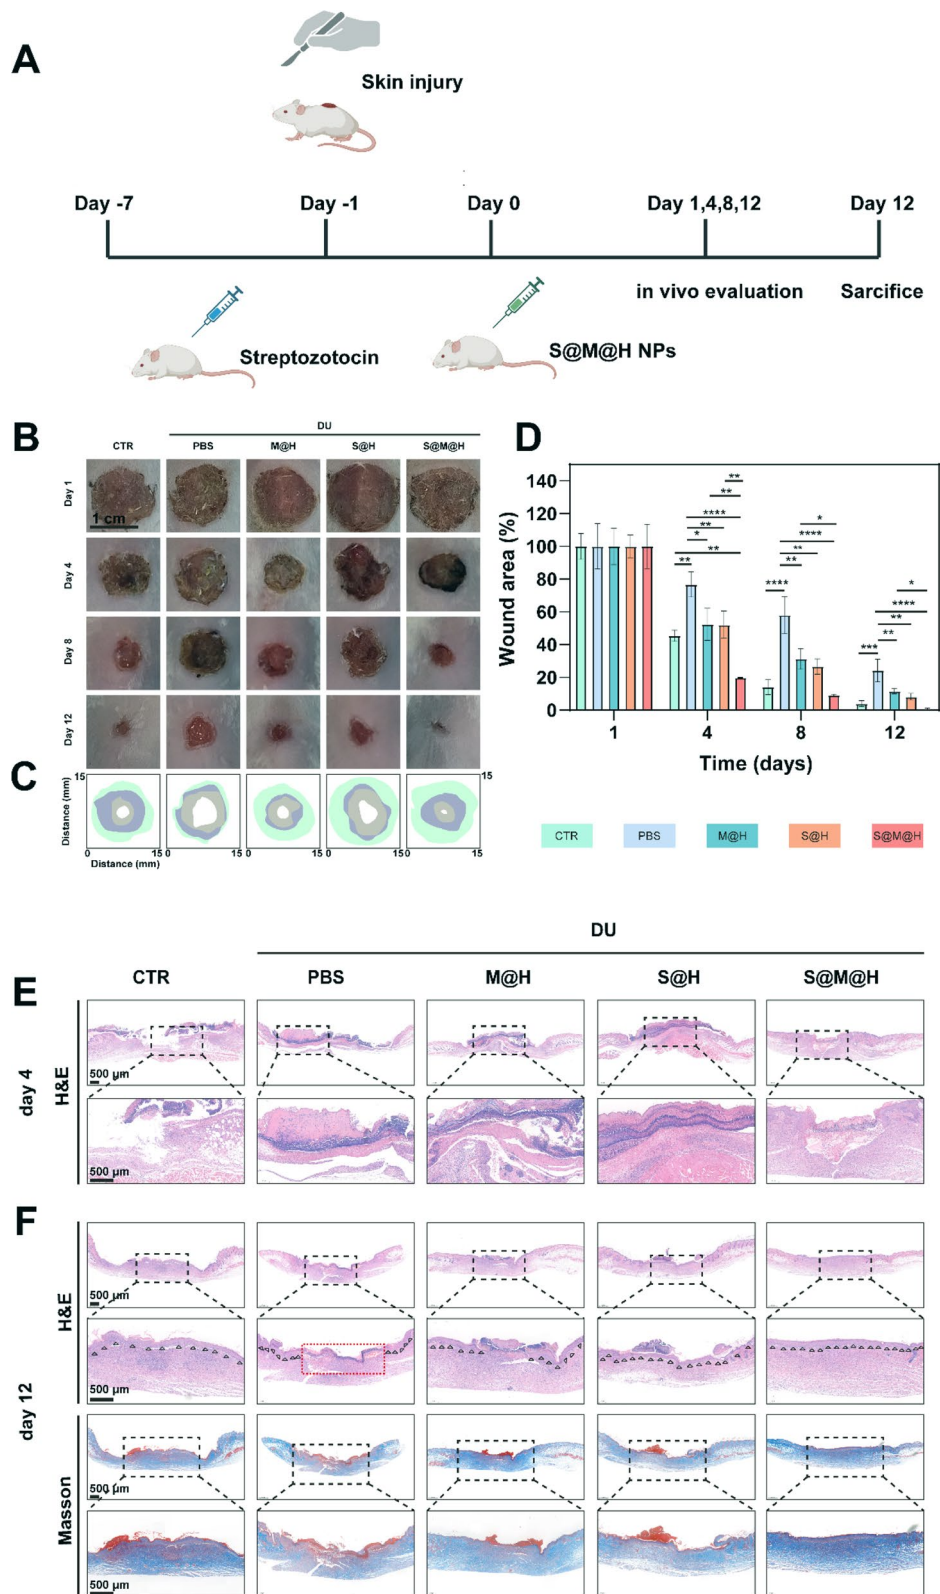 A
Skin injury
Day -7
Day -1
Day 0
Day 1,4,8,12
Day 12
in vivo evaluation
Sarcifice
Streptozotocin
S@M@H NPs
B
DU
CTR
PBS
M@H
S@H
S@M@H
Day 1
1 cm
Day 4
Day 8
Day 12
C
15
15
Distance (mm)
0
15 0
15 0
15 0
15 0
15
Distance (mm)
D
Wound area (%)
140
120
100
80
60
40
20
0
**
**
****
**
*
**
**
*
****
**
**
****
*
****
**
**
***
1
4
8
12
Time (days)
CTR
PBS
M@H
S@H
S@M@H
DU
CTR
PBS
M@H
S@H
S@M@H
E
day 4
H&E
500 μm
500 μm
F
day 12
H&E
500 μm
500 μm
Masson
500 μm
500 μm